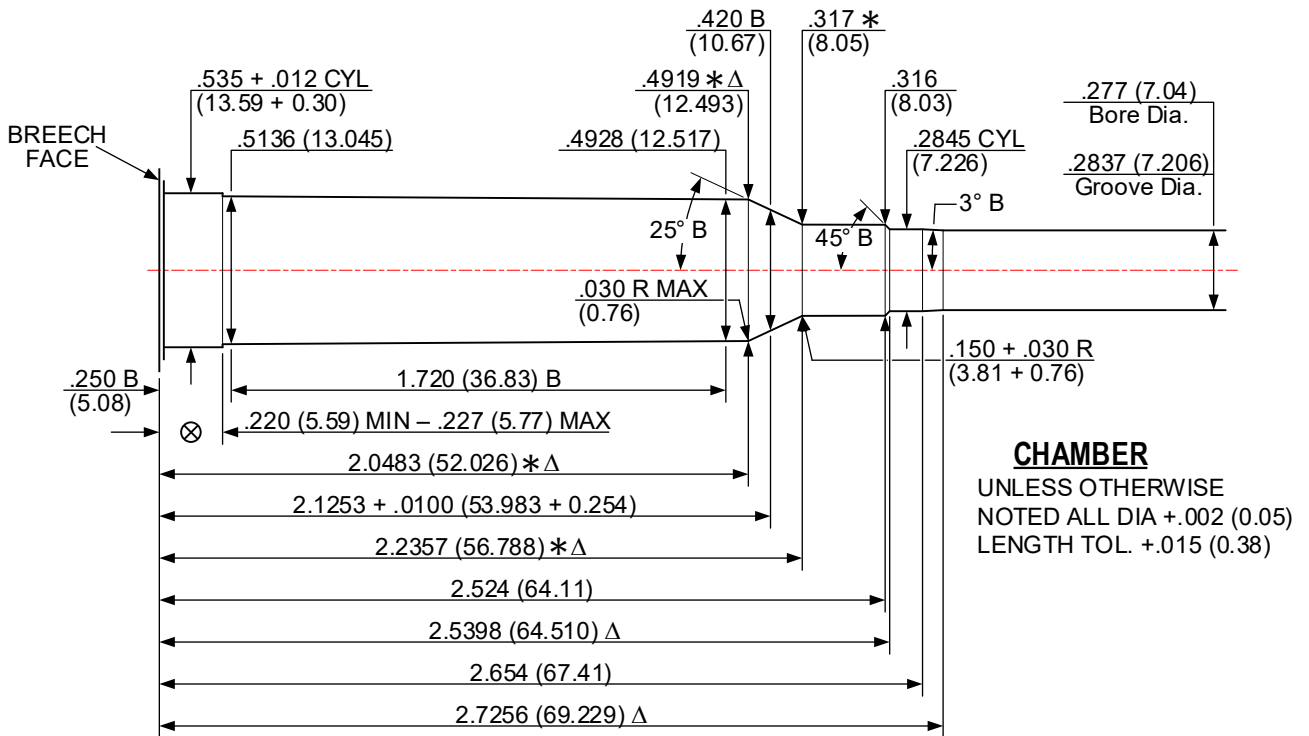 .420 B
(10.67)
.317 *
(8.05)
.535 + .012 CYL
(13.59 + 0.30)
.4919 * Δ
(12.493)
.316
(8.03)
.277 (7.04)
Bore Dia.
BREECH
FACE
.5136 (13.045)
.4928 (12.517)
.2845 CYL
(7.226)
.2837 (7.206)
Groove Dia.
3° B
25° B
45° B
.030 R MAX
(0.76)
.150 + .030 R
(3.81 + 0.76)
.250 B
(5.08)
1.720 (36.83) B
⊗
.220 (5.59) MIN – .227 (5.77) MAX
2.0483 (52.026) * Δ
2.1253 + .0100 (53.983 + 0.254)
2.2357 (56.788) * Δ
2.524 (64.11)
2.5398 (64.510) Δ
2.654 (67.41)
2.7256 (69.229) Δ
CHAMBER
UNLESS OTHERWISE
NOTED ALL DIA +.002 (0.05)
LENGTH TOL. +.015 (0.38)